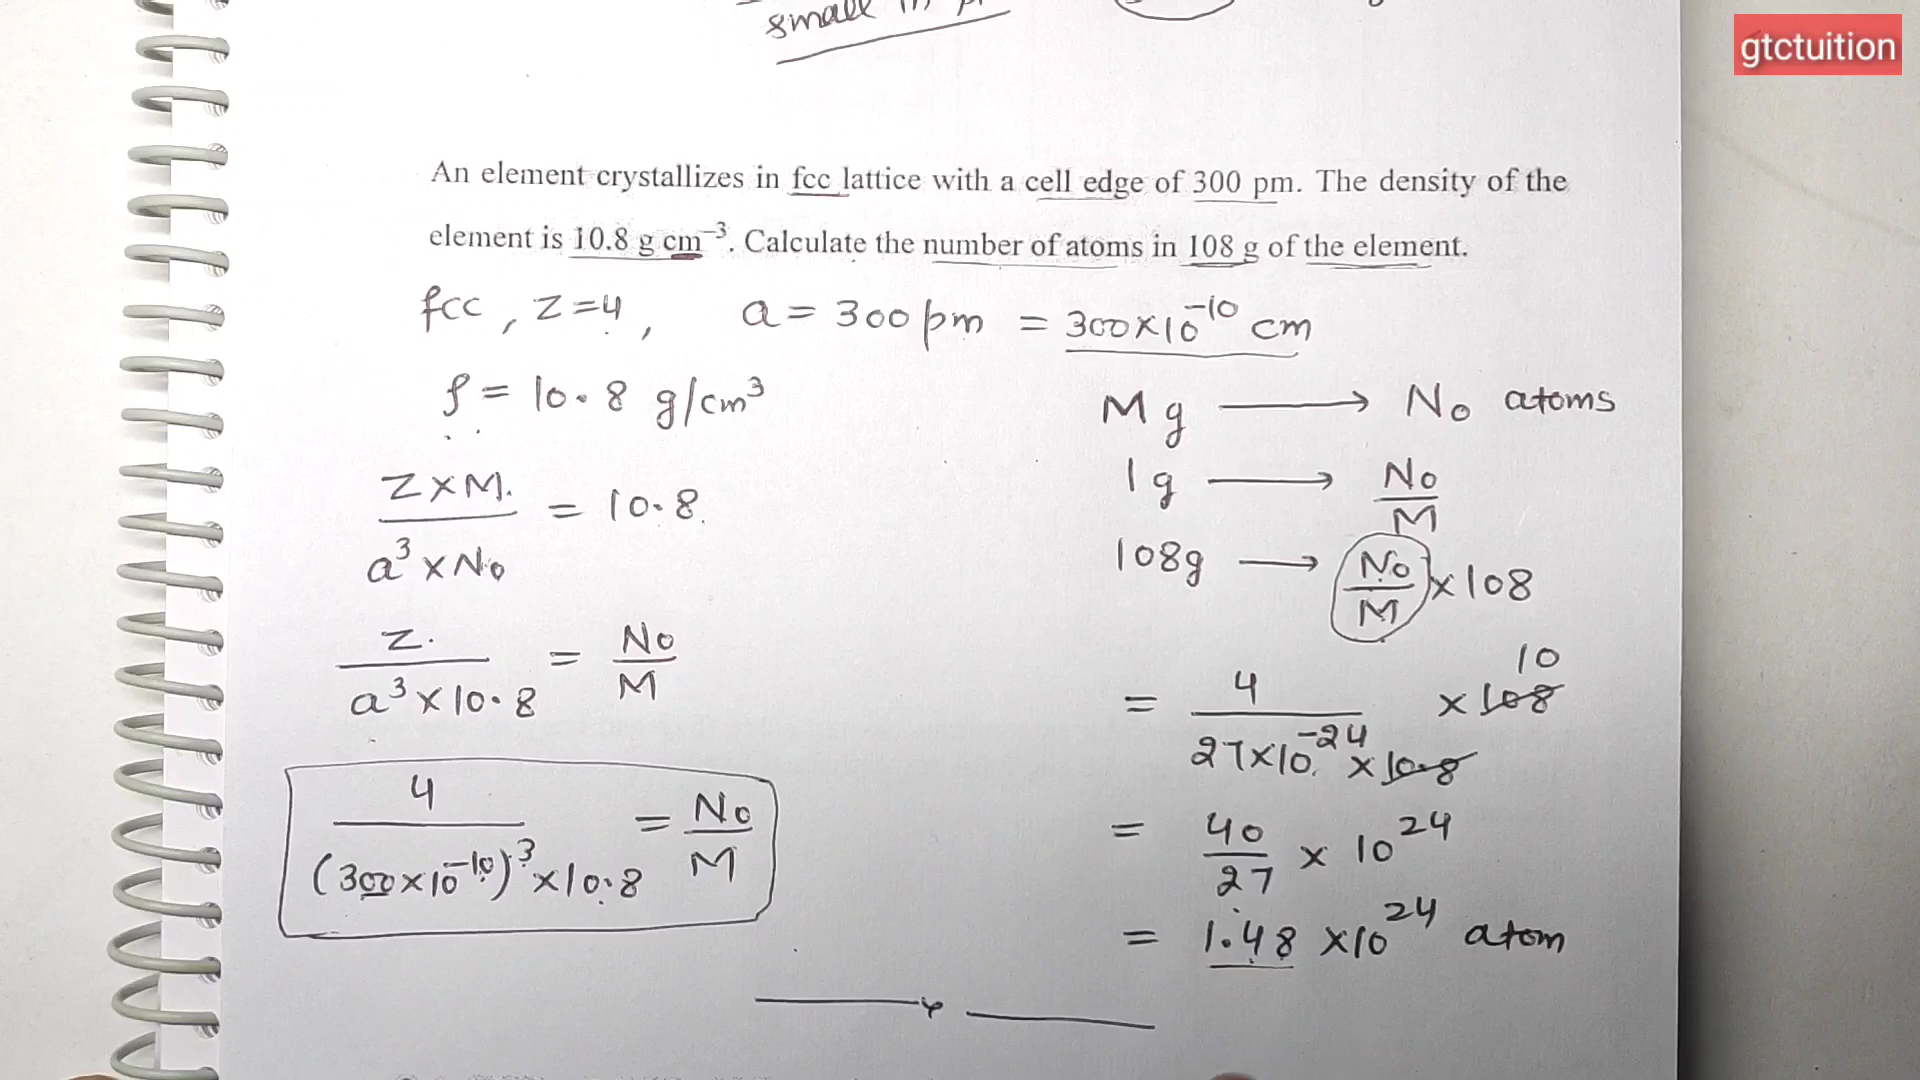 small in
gtctuition
An element crystallizes in fcc lattice with a cell edge of 300 pm. The density of the
element is 10.8 g cm⁻³. Calculate the number of atoms in 108 g of the element.
fcc, Z=4, a = 300 pm = 300×10⁻¹⁰ cm
ρ = 10.8 g/cm³
Z×M. / a³×N₀ = 10.8.
Z. / a³×10.8 = N₀/M
4 / (300×10⁻¹⁰)³×10.8 = N₀/M
M g ⟶ N₀ atoms
1g ⟶ N₀/M
108g ⟶ N₀/M ×108
= 4 / 27×10⁻²⁴ ×10.8 ×108 10
= 40/27 × 10²⁴
= 1.48 ×10²⁴ atom